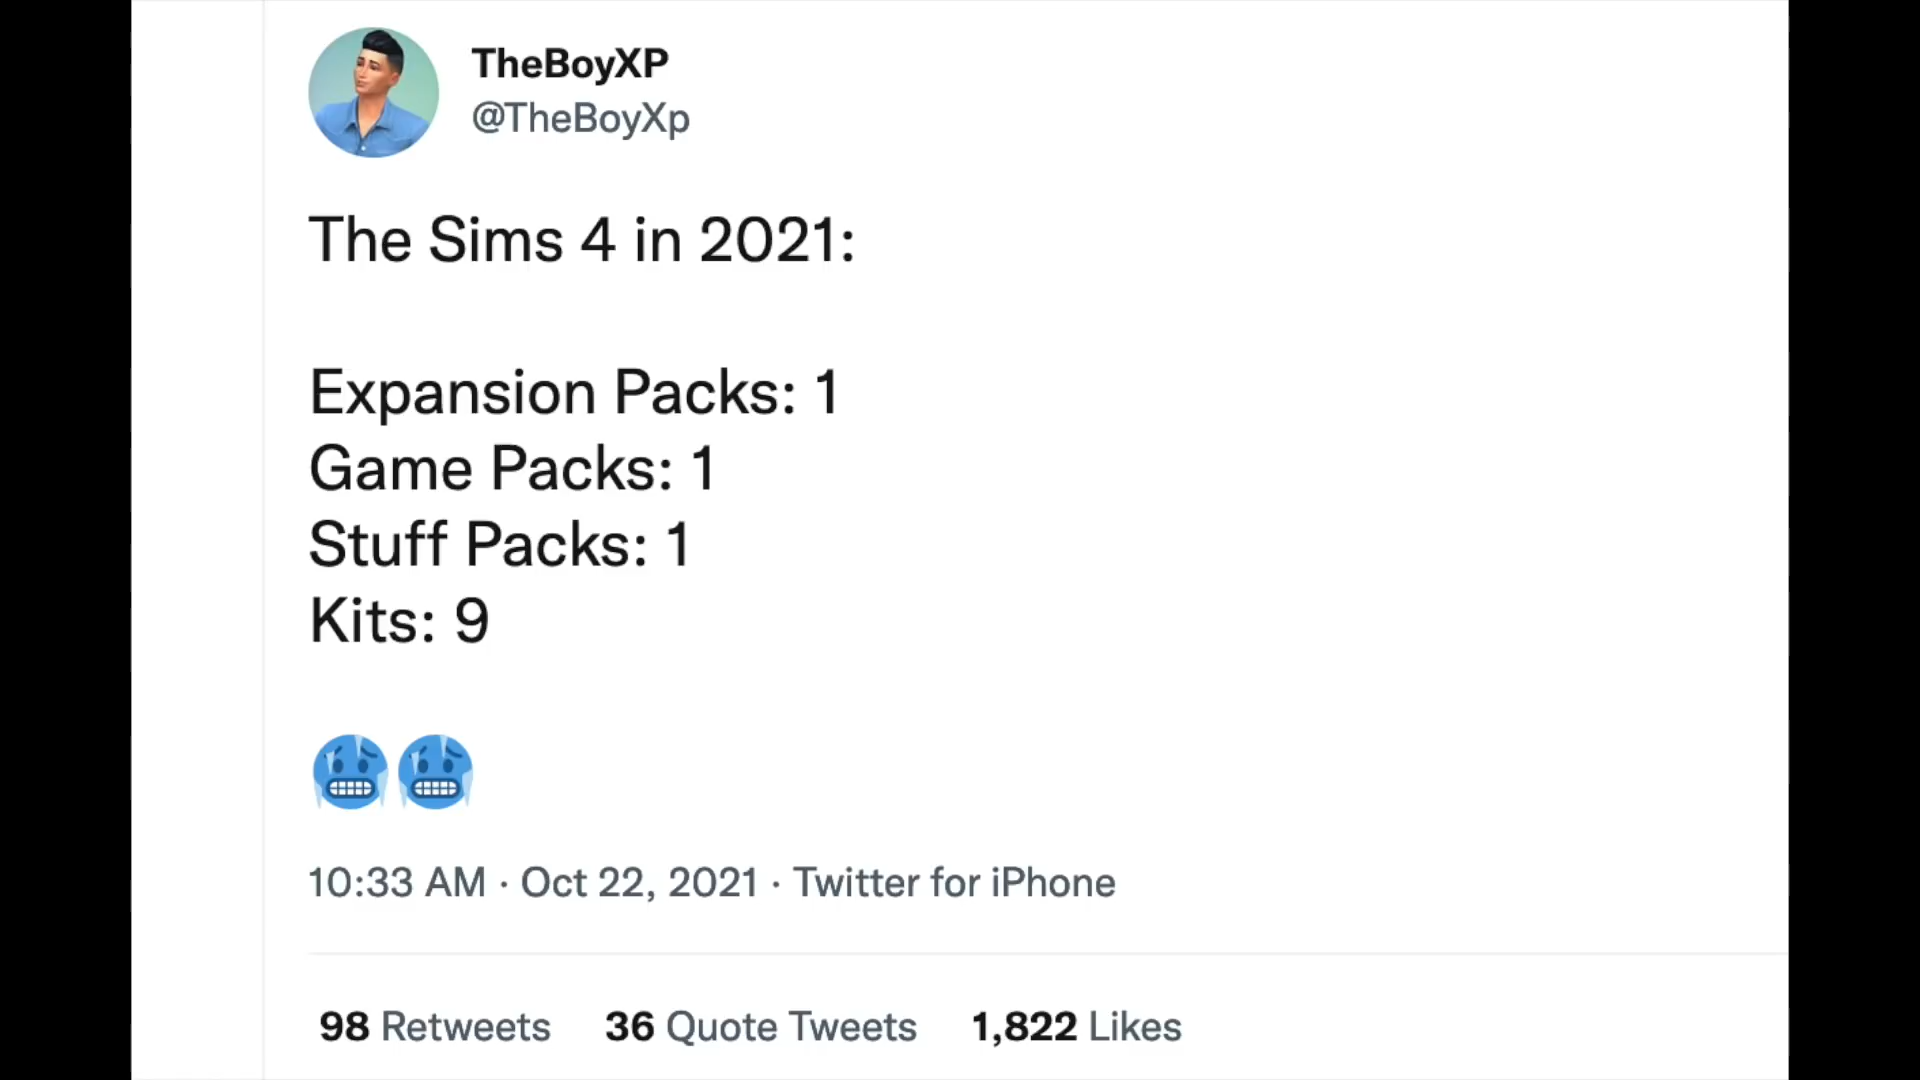 TheBoyXP
@TheBoyXp
The Sims 4 in 2021:
Expansion Packs: 1
Game Packs: 1
Stuff Packs: 1
Kits: 9
🥶🥶
10:33 AM · Oct 22, 2021 · Twitter for iPhone
98 Retweets 36 Quote Tweets 1,822 Likes